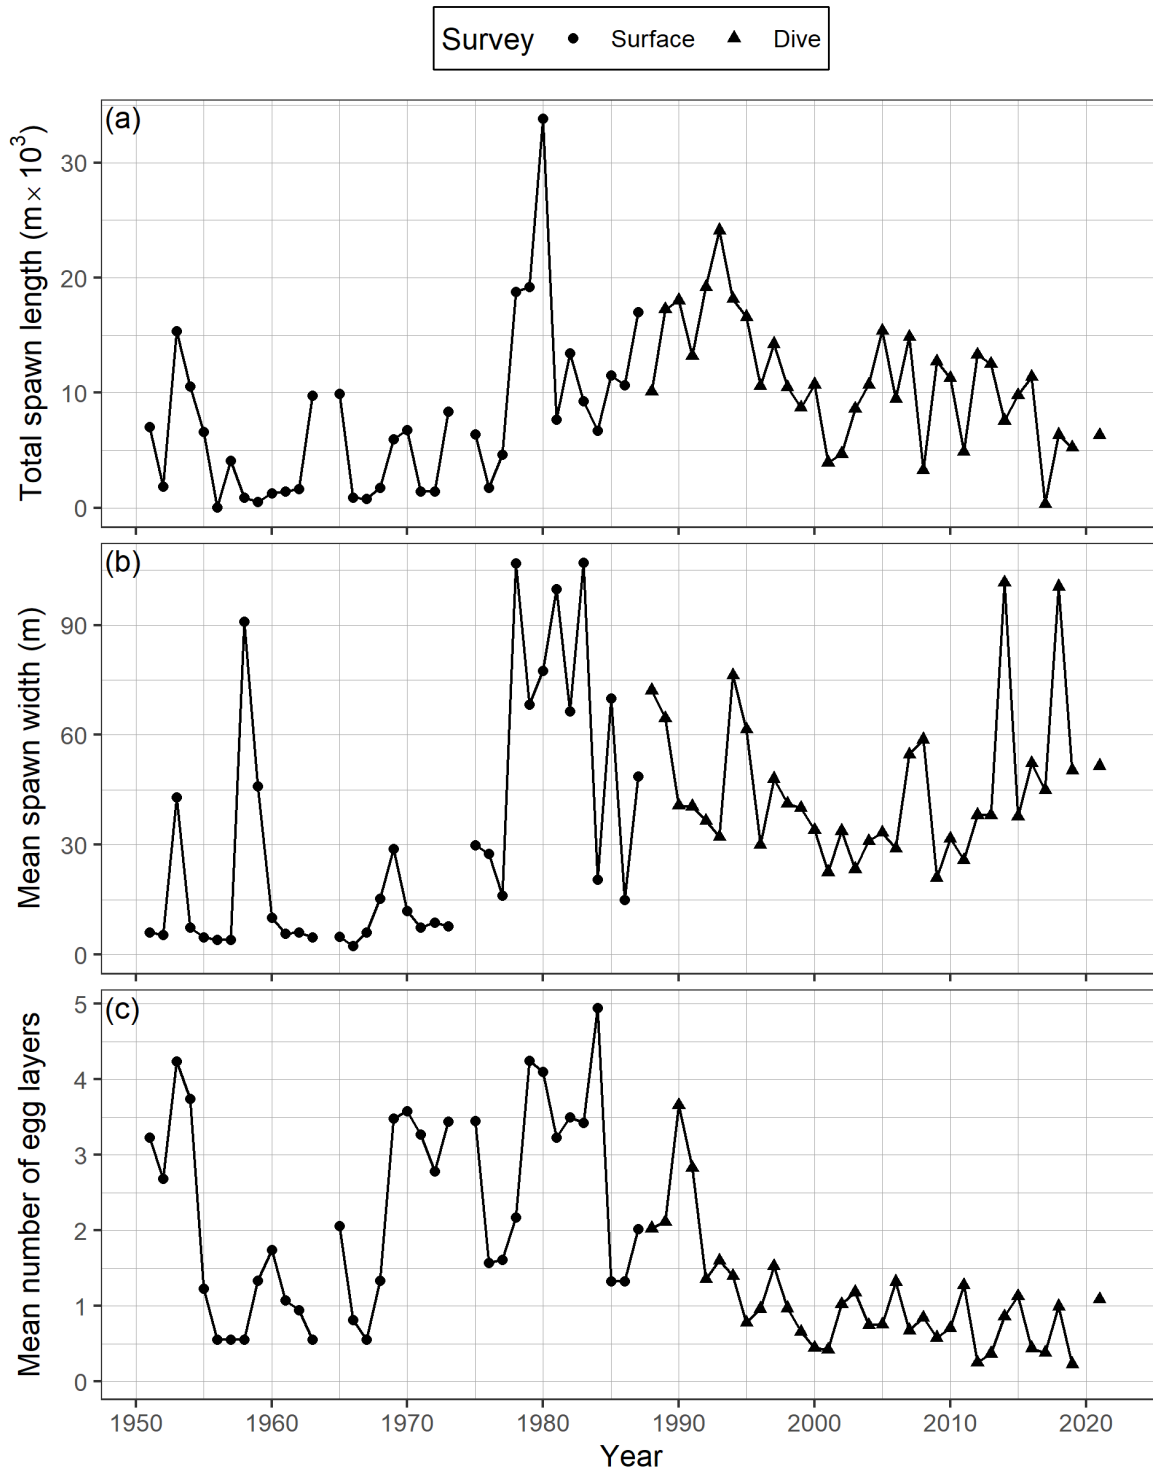 Survey Surface Dive
(a)
Total spawn length (m × 10³)
30
20
10
0
(b)
Mean spawn width (m)
90
60
30
0
(c)
Mean number of egg layers
5
4
3
2
1
0
1950 1960 1970 1980 1990 2000 2010 2020
Year